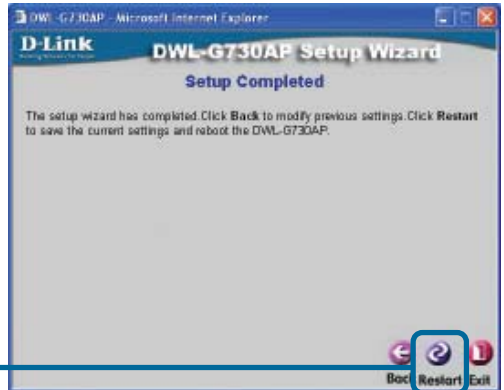 DWL-G730AP - Microsoft Internet Explorer
D-Link
DWL-G730AP Setup Wizard
Setup Completed
The setup wizard has completed.Click Back to modify previous settings.Click Restart
to save the current settings and reboot the DWL-G730AP.
Back Restart Exit